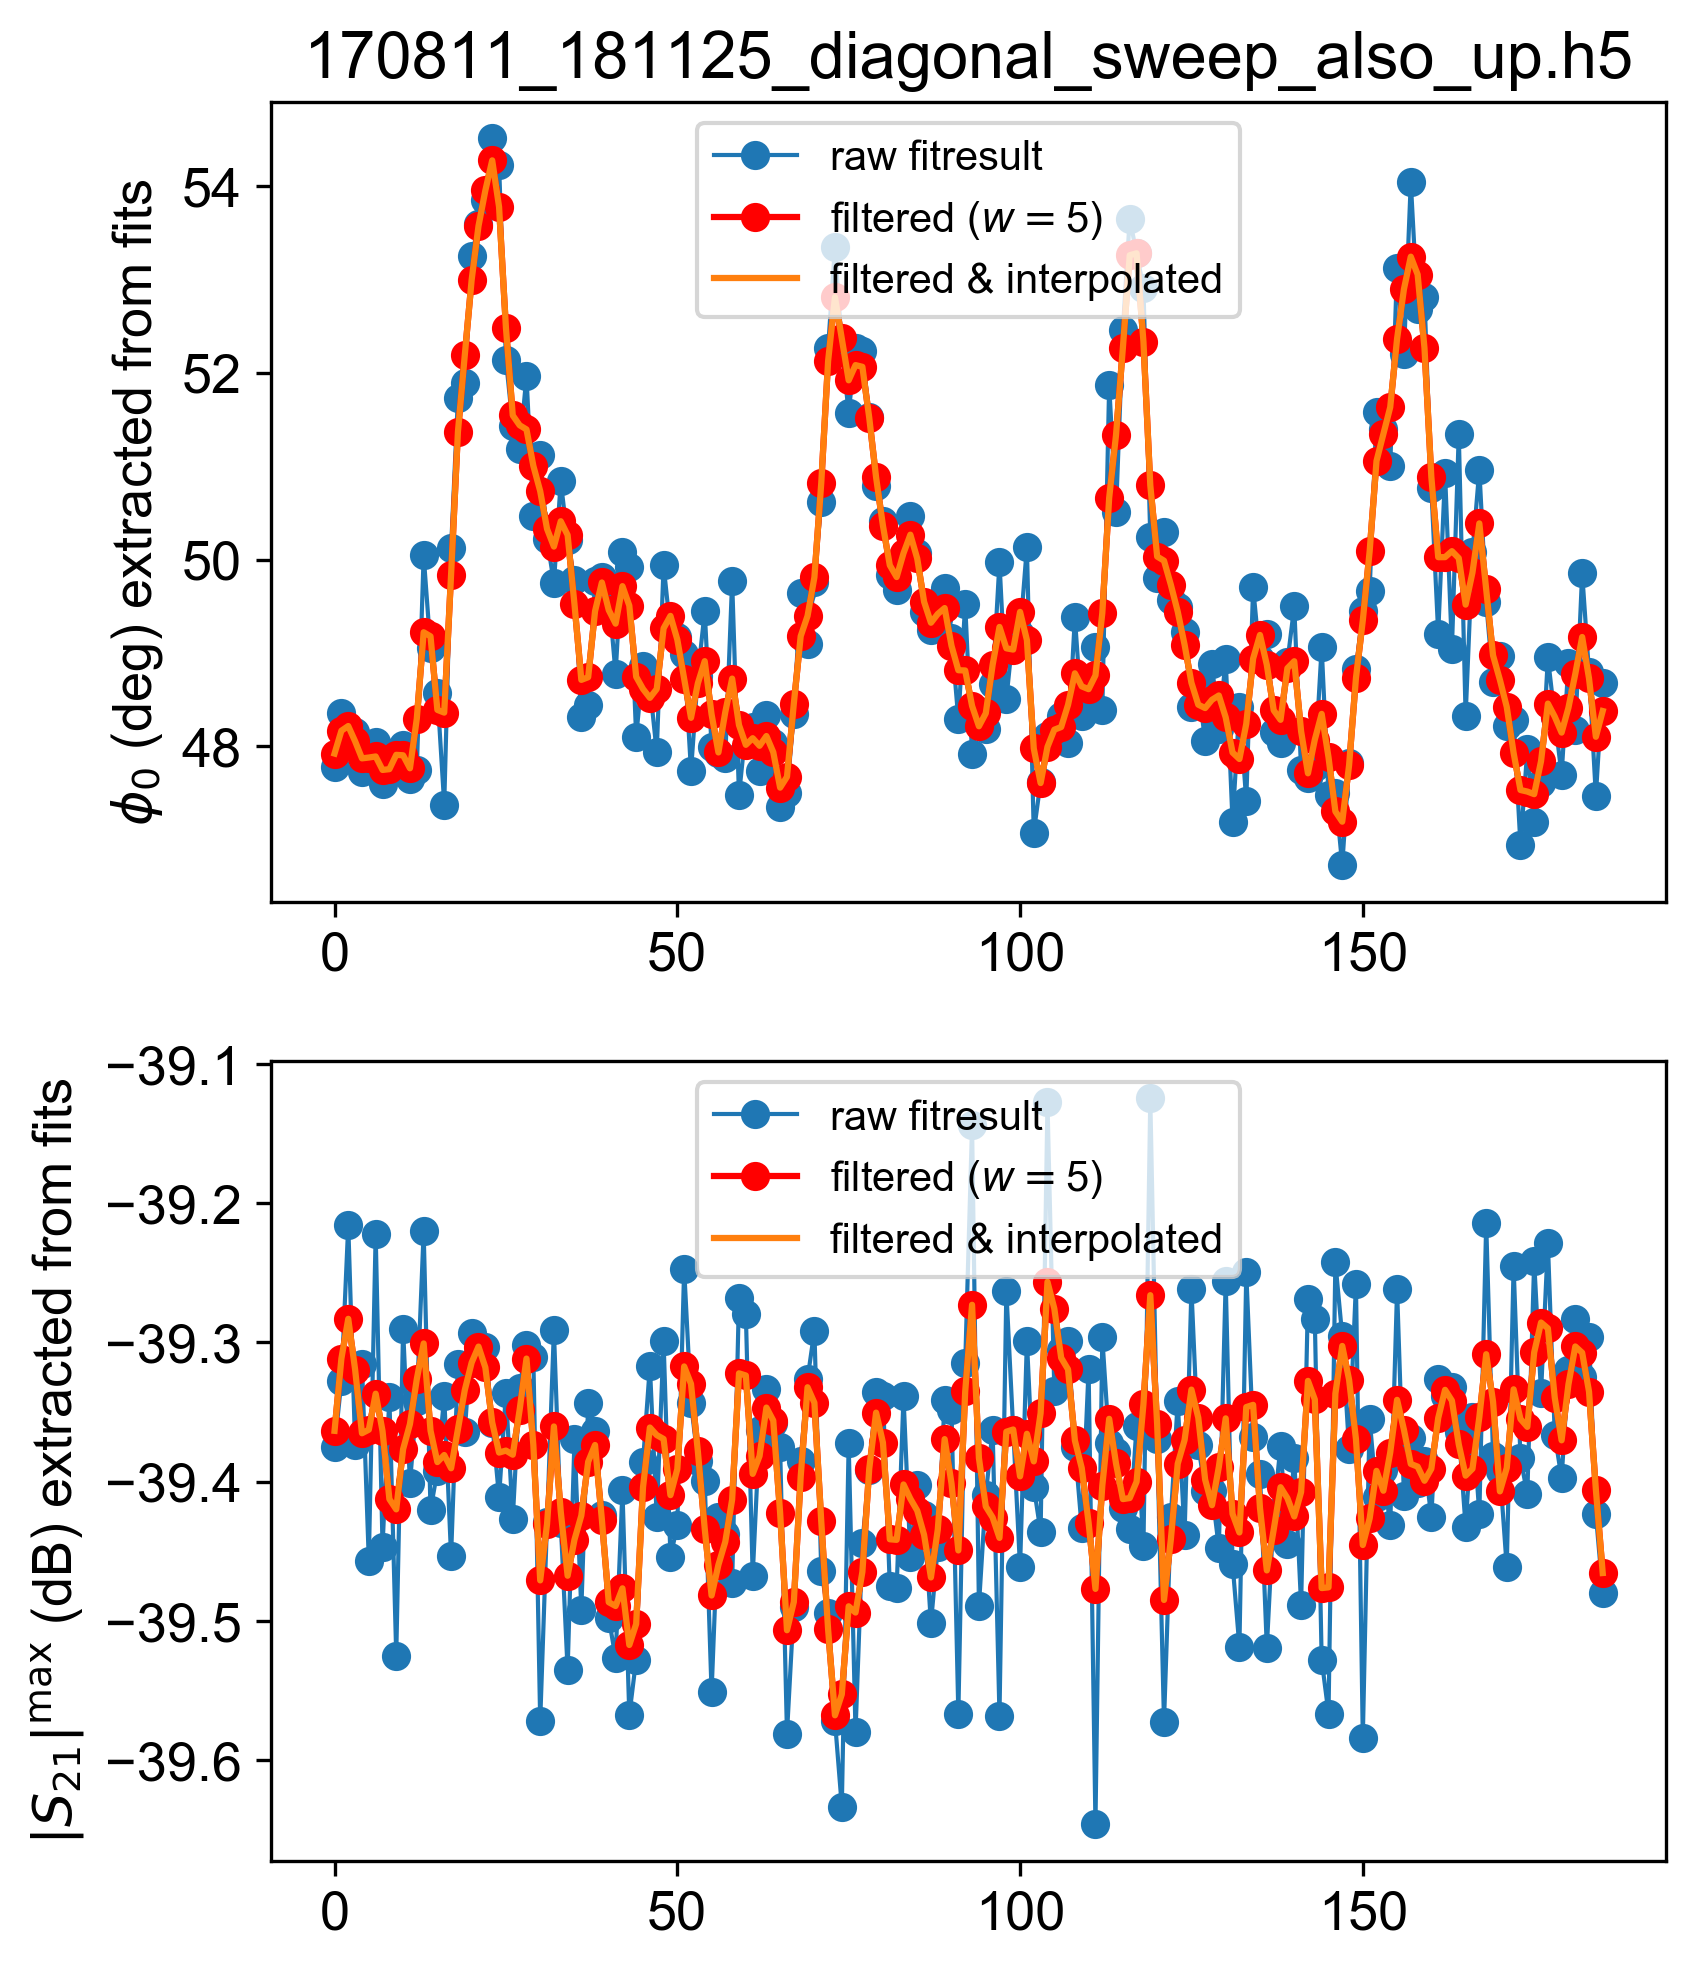 170811_181125_diagonal_sweep_also_up.h5
ϕ₀ (deg) extracted from fits
54
52
50
48
raw fitresult
filtered (w = 5)
filtered & interpolated
0 50 100 150
|S₂₁|ᵐᵃˣ (dB) extracted from fits
−39.1
−39.2
−39.3
−39.4
−39.5
−39.6
raw fitresult
filtered (w = 5)
filtered & interpolated
0 50 100 150